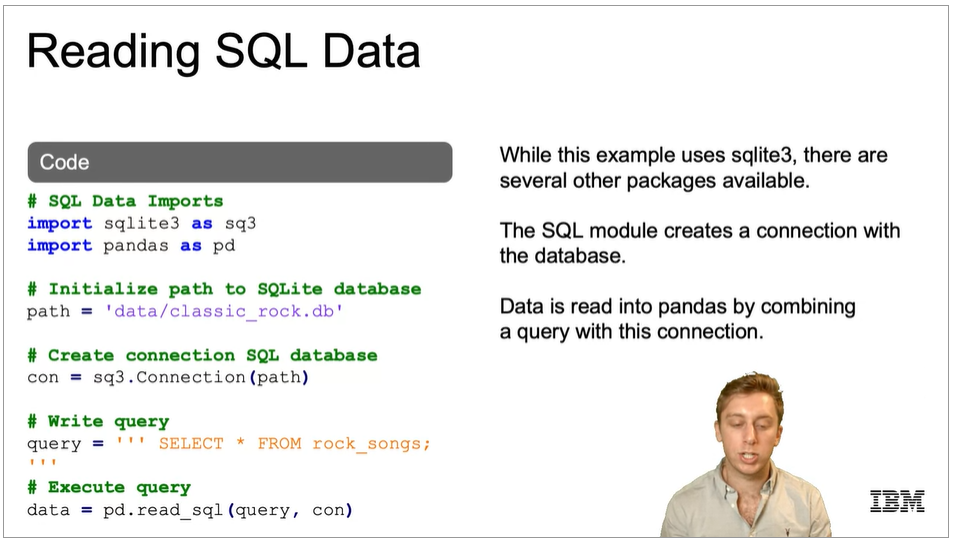 Reading SQL Data
Code
# SQL Data Imports
import sqlite3 as sq3
import pandas as pd
# Initialize path to SQLite database
path = 'data/classic_rock.db'
# Create connection SQL database
con = sq3.Connection(path)
# Write query
query = ''' SELECT * FROM rock_songs;
'''
# Execute query
data = pd.read_sql(query, con)
While this example uses sqlite3, there are
several other packages available.
The SQL module creates a connection with
the database.
Data is read into pandas by combining
a query with this connection.
IBM